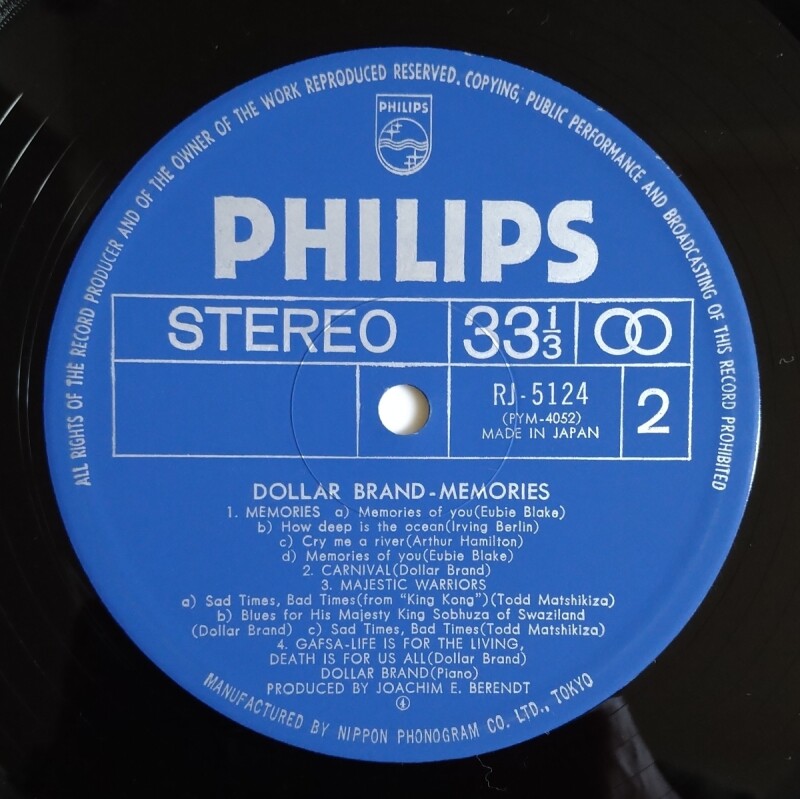 ALL RIGHTS OF THE RECORD PRODUCER AND OF THE OWNER OF THE WORK REPRODUCED RESERVED. COPYING, PUBLIC PERFORMANCE AND BROADCASTING OF THIS RECORD PROHIBITED
PHILIPS
PHILIPS
STEREO 33 1/3
RJ-5124
(PYM-4052)
MADE IN JAPAN
2
DOLLAR BRAND-MEMORIES
1. MEMORIES a) Memories of you(Eubie Blake)
b) How deep is the ocean(Irving Berlin)
c) Cry me a river(Arthur Hamilton)
d) Memories of you(Eubie Blake)
2. CARNIVAL(Dollar Brand)
3. MAJESTIC WARRIORS
a) Sad Times, Bad Times(from "King Kong")(Todd Matshikiza)
b) Blues for His Majesty King Sobhuza of Swaziland
(Dollar Brand) c) Sad Times, Bad Times(Todd Matshikiza)
4. GAFSA-LIFE IS FOR THE LIVING,
DEATH IS FOR US ALL(Dollar Brand)
DOLLAR BRAND(Piano)
PRODUCED BY JOACHIM E. BERENDT
④
MANUFACTURED BY NIPPON PHONOGRAM CO. LTD., TOKYO